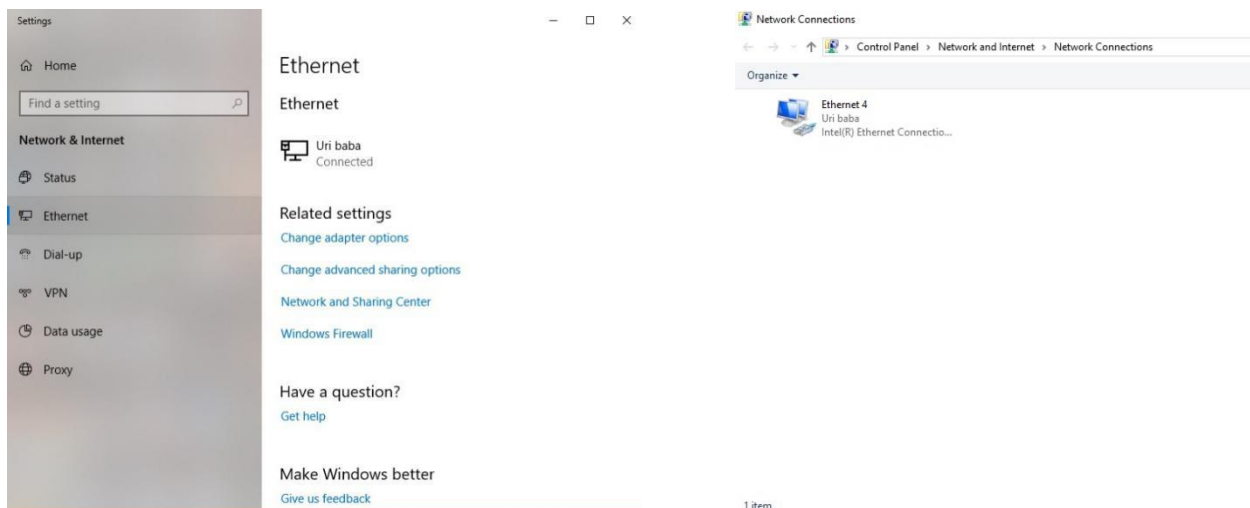 Settings
Home
Find a setting
Network & Internet
Status
Ethernet
Dial-up
VPN
Data usage
Proxy
Ethernet
Ethernet
Uri baba
Connected
Related settings
Change adapter options
Change advanced sharing options
Network and Sharing Center
Windows Firewall
Have a question?
Get help
Make Windows better
Give us feedback
Network Connections
Control Panel > Network and Internet > Network Connections
Organize
Ethernet 4
Uri baba
Intel(R) Ethernet Connectio...
1 item